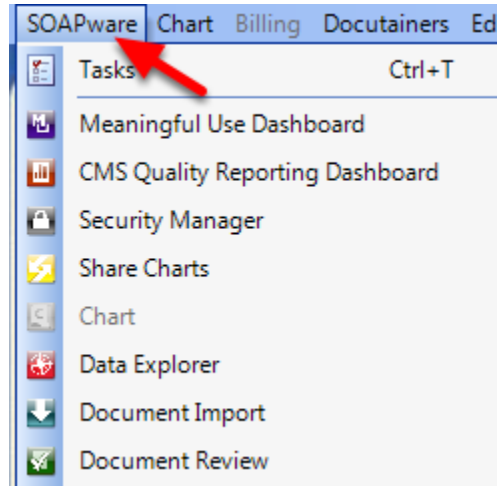 SOAPware Chart Billing Docutainers Ed
Tasks Ctrl+T
Meaningful Use Dashboard
CMS Quality Reporting Dashboard
Security Manager
Share Charts
Chart
Data Explorer
Document Import
Document Review